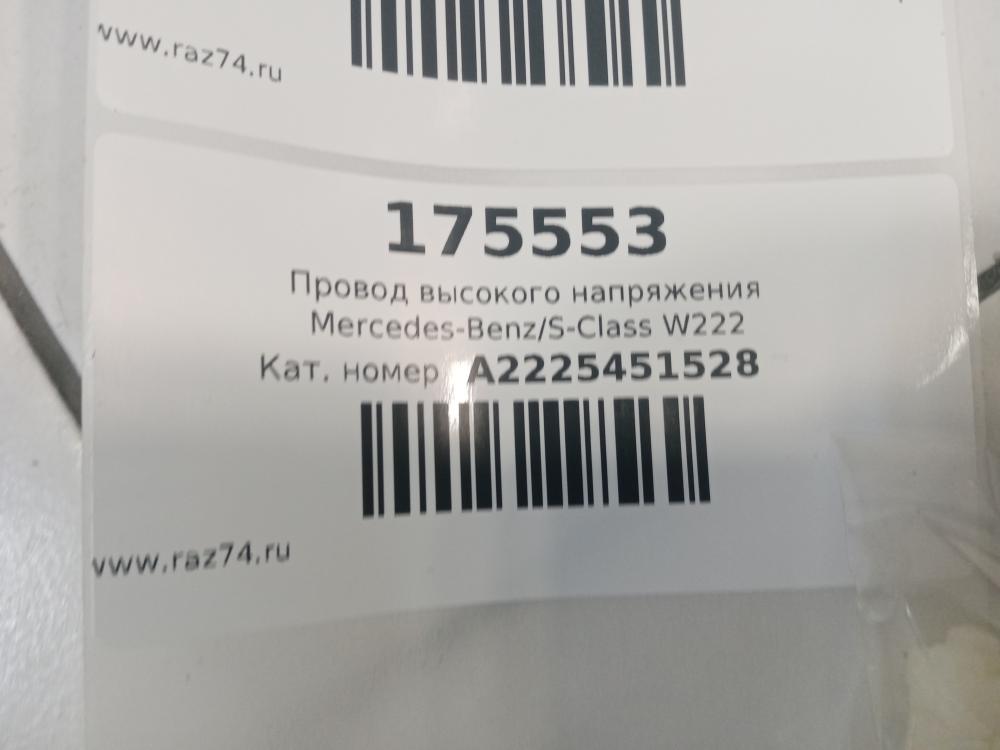 www.raz74.ru
175553
Провод высокого напряжения
Mercedes-Benz/S-Class W222
Кат. номер A2225451528
www.raz74.ru